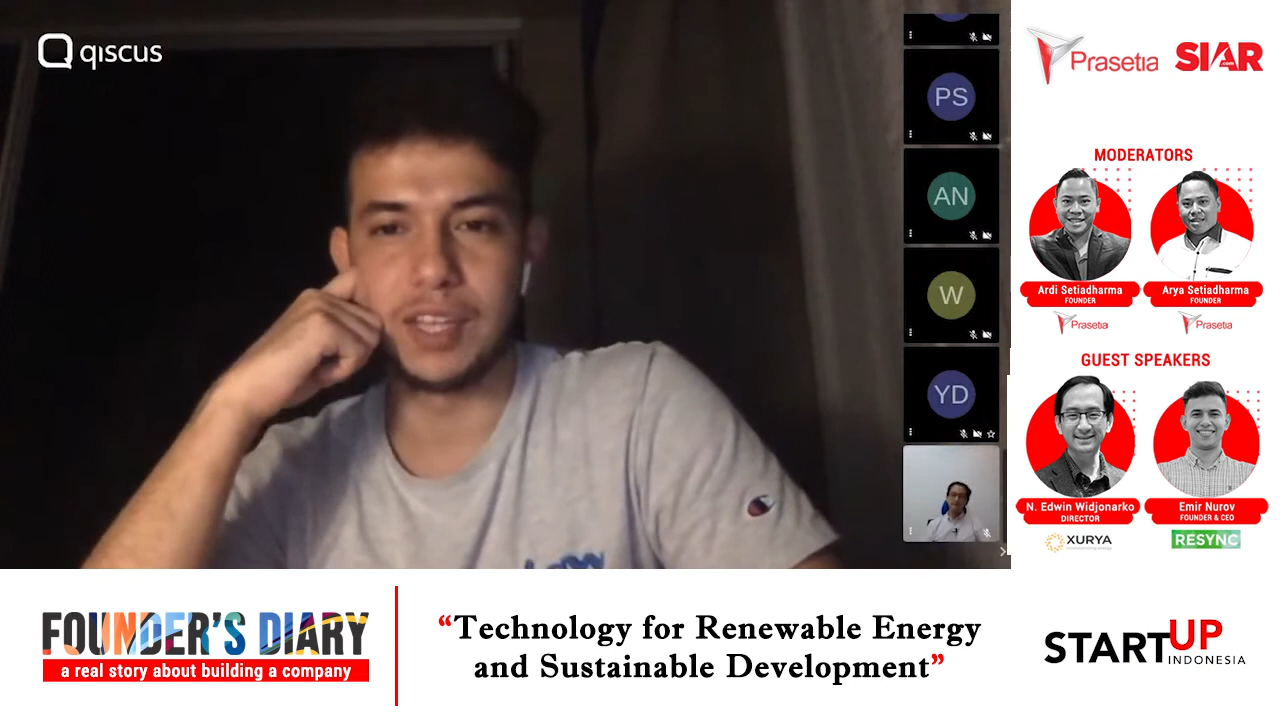 qiscus
PS
AN
W
YD
Prasetia
SIAR
.com
MODERATORS
Ardi Setiadharma
FOUNDER
Prasetia
Arya Setiadharma
FOUNDER
Prasetia
GUEST SPEAKERS
N. Edwin Widjonarko
DIRECTOR
XURYA
Emir Nurov
FOUNDER & CEO
RESYNC
FOUNDER'S DIARY
a real story about building a company
“Technology for Renewable Energy
and Sustainable Development”
STARTUP
INDONESIA